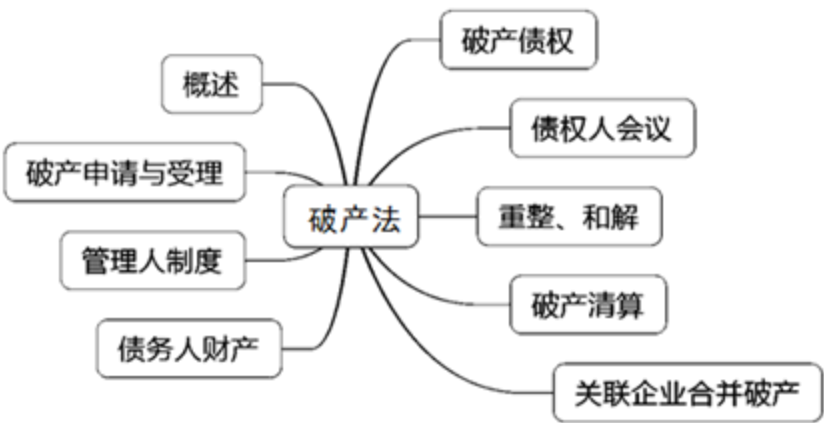 破产债权
概述
债权人会议
破产申请与受理
破产法
重整、和解
管理人制度
破产清算
债务人财产
关联企业合并破产